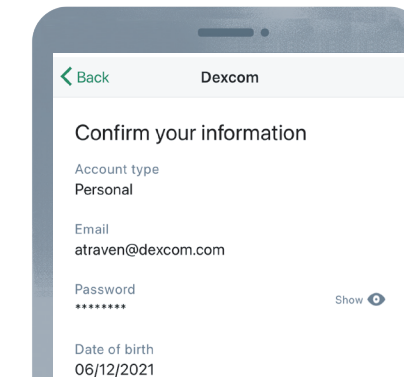 Back
Dexcom
Confirm your information
Account type
Personal
Email
atraven@dexcom.com
Password
********
Show
Date of birth
06/12/2021